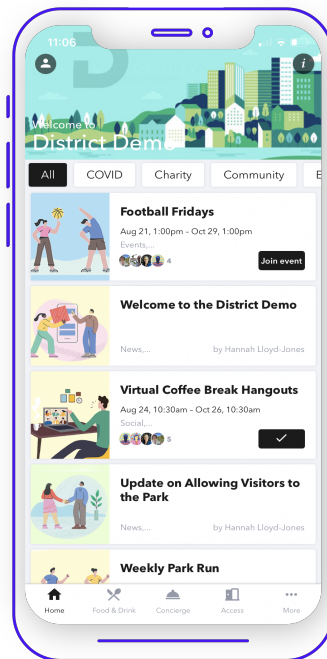 11:06
Welcome to
District Demo
All
COVID
Charity
Community
E
Football Fridays
Aug 21, 1:00pm – Oct 29, 1:00pm
Events,...
4
Join event
Welcome to the District Demo
News,...
by Hannah Lloyd-Jones
Virtual Coffee Break Hangouts
Aug 24, 10:30am – Oct 26, 10:30am
Social,...
5
Update on Allowing Visitors to
the Park
News,...
by Hannah Lloyd-Jones
Weekly Park Run
Home
Food & Drink
Concierge
Access
More